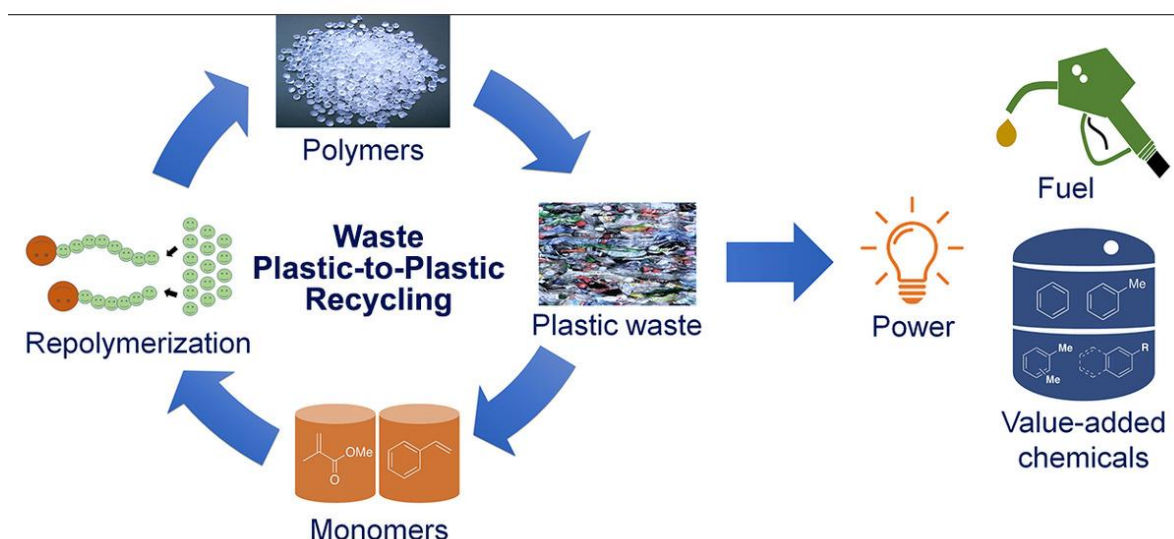 Polymers
Fuel
Waste
Plastic-to-Plastic
Recycling
Plastic waste
Power
Repolymerization
Me
Me
Me
R
Value-added
chemicals
OMe
O
Monomers